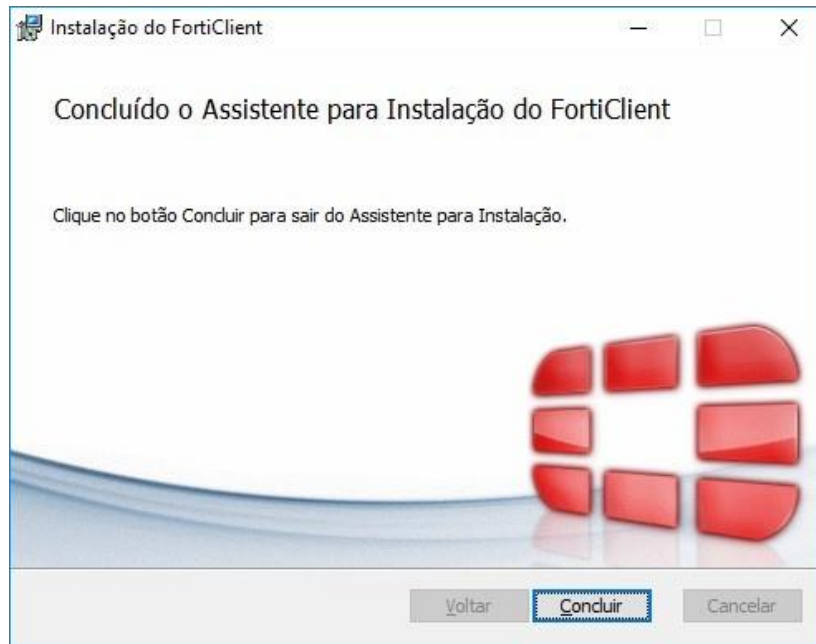 Instalação do FortiClient
Concluído o Assistente para Instalação do FortiClient
Clique no botão Concluir para sair do Assistente para Instalação.
Voltar
Concluir
Cancelar